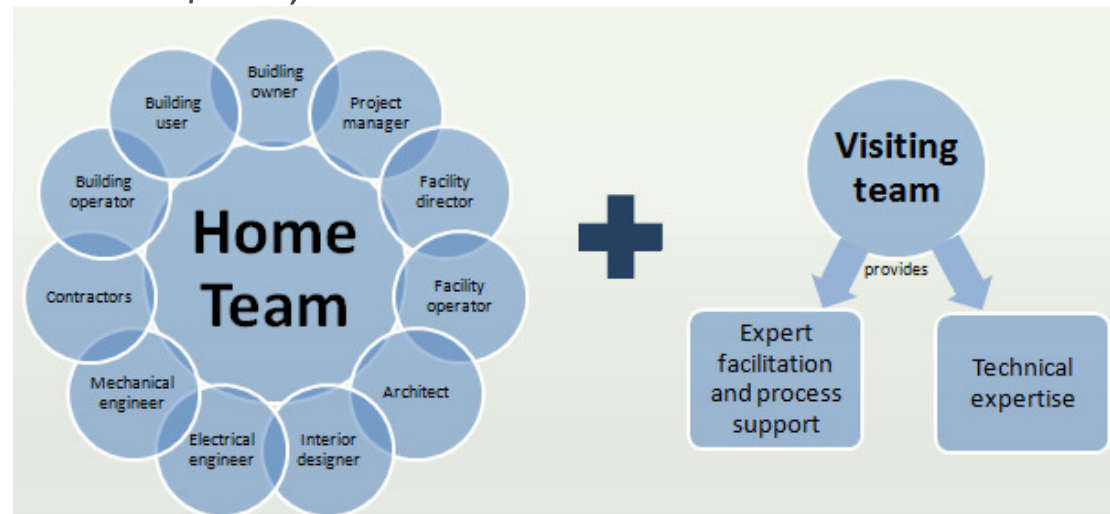 Buidling
owner
Project
manager
Facility
director
Facility
operator
Architect
Interior
designer
Electrical
engineer
Mechanical
engineer
Contractors
Building
operator
Building
user
Home
Team
Visiting
team
provides
Expert
facilitation
and process
support
Technical
expertise